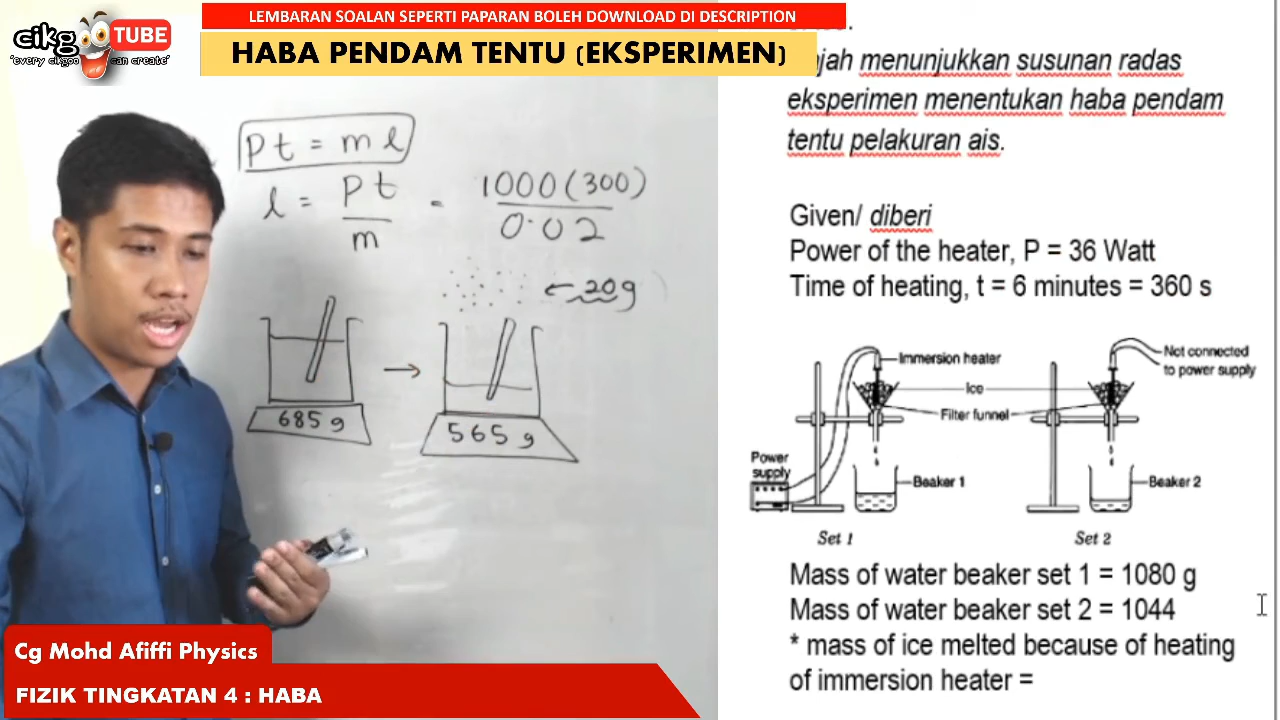 LEMBARAN SOALAN SEPERTI PAPARAN BOLEH DOWNLOAD DI DESCRIPTION
cikgooTUBE
'every cikgoo can create'
HABA PENDAM TENTU (EKSPERIMEN)
Pt = ml
l = Pt/m = 1000(300)/0.02
20g
685 g
565 g
menunjukkan susunan radas
eksperimen menentukan haba pendam
tentu pelakuran ais.
Given/ diberi
Power of the heater, P = 36 Watt
Time of heating, t = 6 minutes = 360 s
Immersion heater
Not connected
to power supply
Ice
Filter funnel
Power
supply
Beaker 1
Beaker 2
Set 1
Set 2
Mass of water beaker set 1 = 1080 g
Mass of water beaker set 2 = 1044
* mass of ice melted because of heating
of immersion heater =
Cg Mohd Afiffi Physics
FIZIK TINGKATAN 4 : HABA